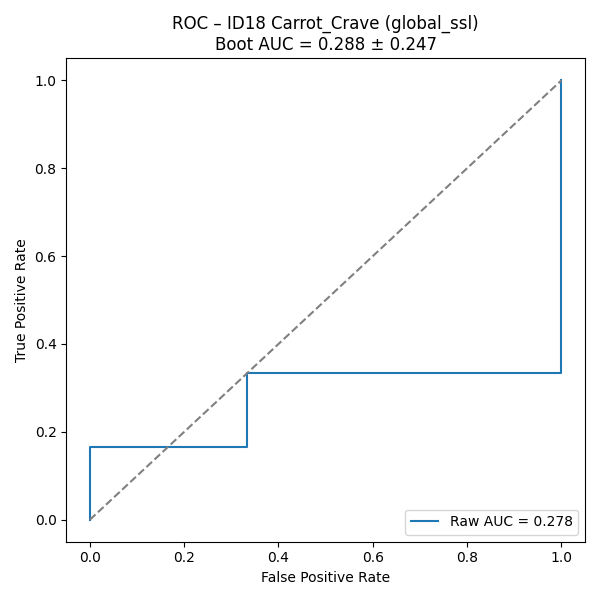 ROC – ID18 Carrot_Crave (global_ssl)
Boot AUC = 0.288 ± 0.247
True Positive Rate
1.0
0.8
0.6
0.4
0.2
0.0
Raw AUC = 0.278
0.0 0.2 0.4 0.6 0.8 1.0
False Positive Rate